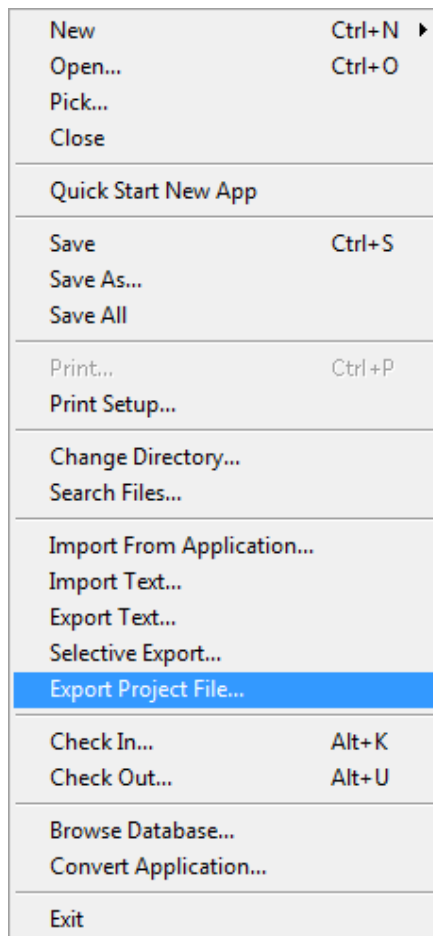 New Ctrl+N
Open... Ctrl+O
Pick...
Close
Quick Start New App
Save Ctrl+S
Save As...
Save All
Print... Ctrl+P
Print Setup...
Change Directory...
Search Files...
Import From Application...
Import Text...
Export Text...
Selective Export...
Export Project File...
Check In... Alt+K
Check Out... Alt+U
Browse Database...
Convert Application...
Exit